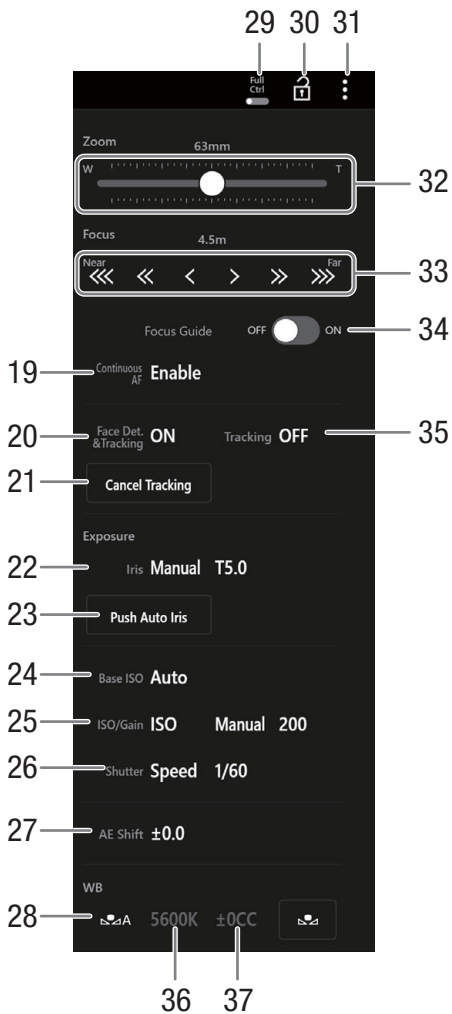 29 30 31
Full
Ctrl
Zoom
63mm
W T
32
Focus
4.5m
Near Far
33
Focus Guide OFF ON
34
19
Continuous
AF Enable
20
Face Det.
&Tracking ON
Tracking OFF
35
21
Cancel Tracking
Exposure
22
Iris Manual T5.0
23
Push Auto Iris
24
Base ISO Auto
25
ISO/Gain ISO Manual 200
26
Shutter Speed 1/60
27
AE Shift ±0.0
WB
28
A 5600K ±0CC
36 37